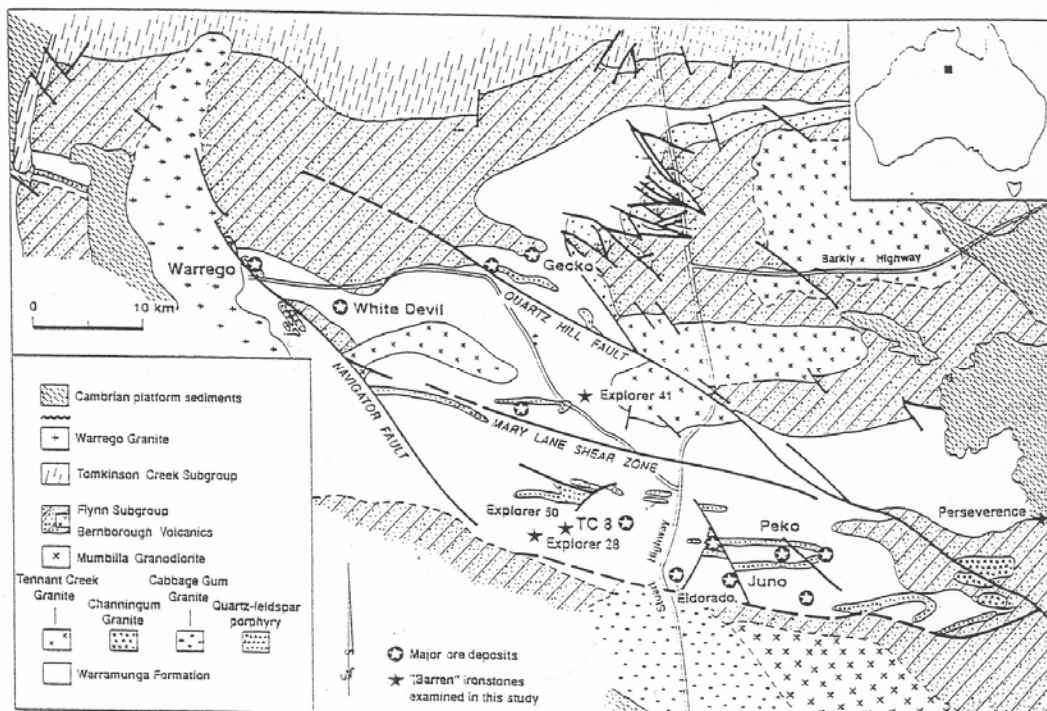 Warrego
White Devil
Gecko
QUARTZ HILL FAULT
NAVIGATOR FAULT
MARY LANE SHEAR ZONE
Explorer 41
Barkly Highway
Perseverence
Explorer 50
TC 8
Explorer 28
Peko
Juno
Eldorado
Stuart Highway
0 10 km
Cambrian platform sediments
Warrego Granite
Tomkinson Creek Subgroup
Flynn Subgroup
Bernborough Volcanics
Mumbilla Granodiorite
Tennant Creek
Granite
Channingum
Granite
Cabbage Gum
Granite
Quartz-feldspar
porphyry
Warramunga Formation
Major ore deposits
"Barren" ironstones
examined in this study